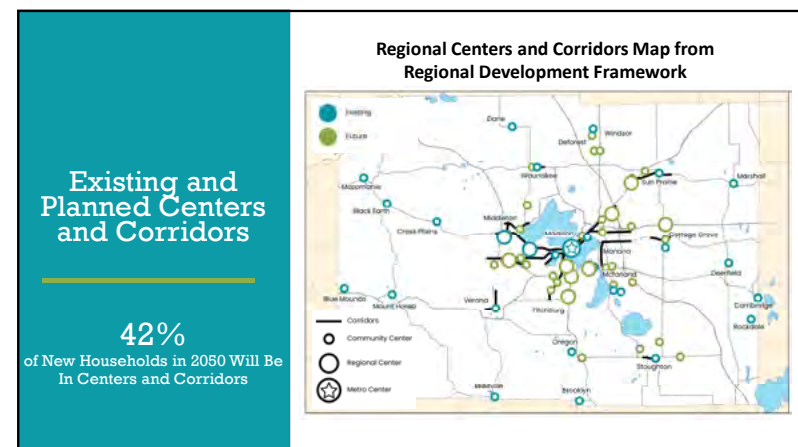 Existing and
Planned Centers
and Corridors
42%
of New Households in 2050 Will Be
In Centers and Corridors
Regional Centers and Corridors Map from
Regional Development Framework
Existing
Future
Dane
Windsor
Deforest
Waunakee
Sun Prairie
Marshall
Mazomanie
Black Earth
Cross Plains
Middleton
Madison
Monona
Cottage Grove
McFarland
Deerfield
Blue Mounds
Mount Horeb
Verona
Fitchburg
Cambridge
Rockdale
Oregon
Stoughton
Belleville
Brooklyn
Corridors
Community Center
Regional Center
Metro Center